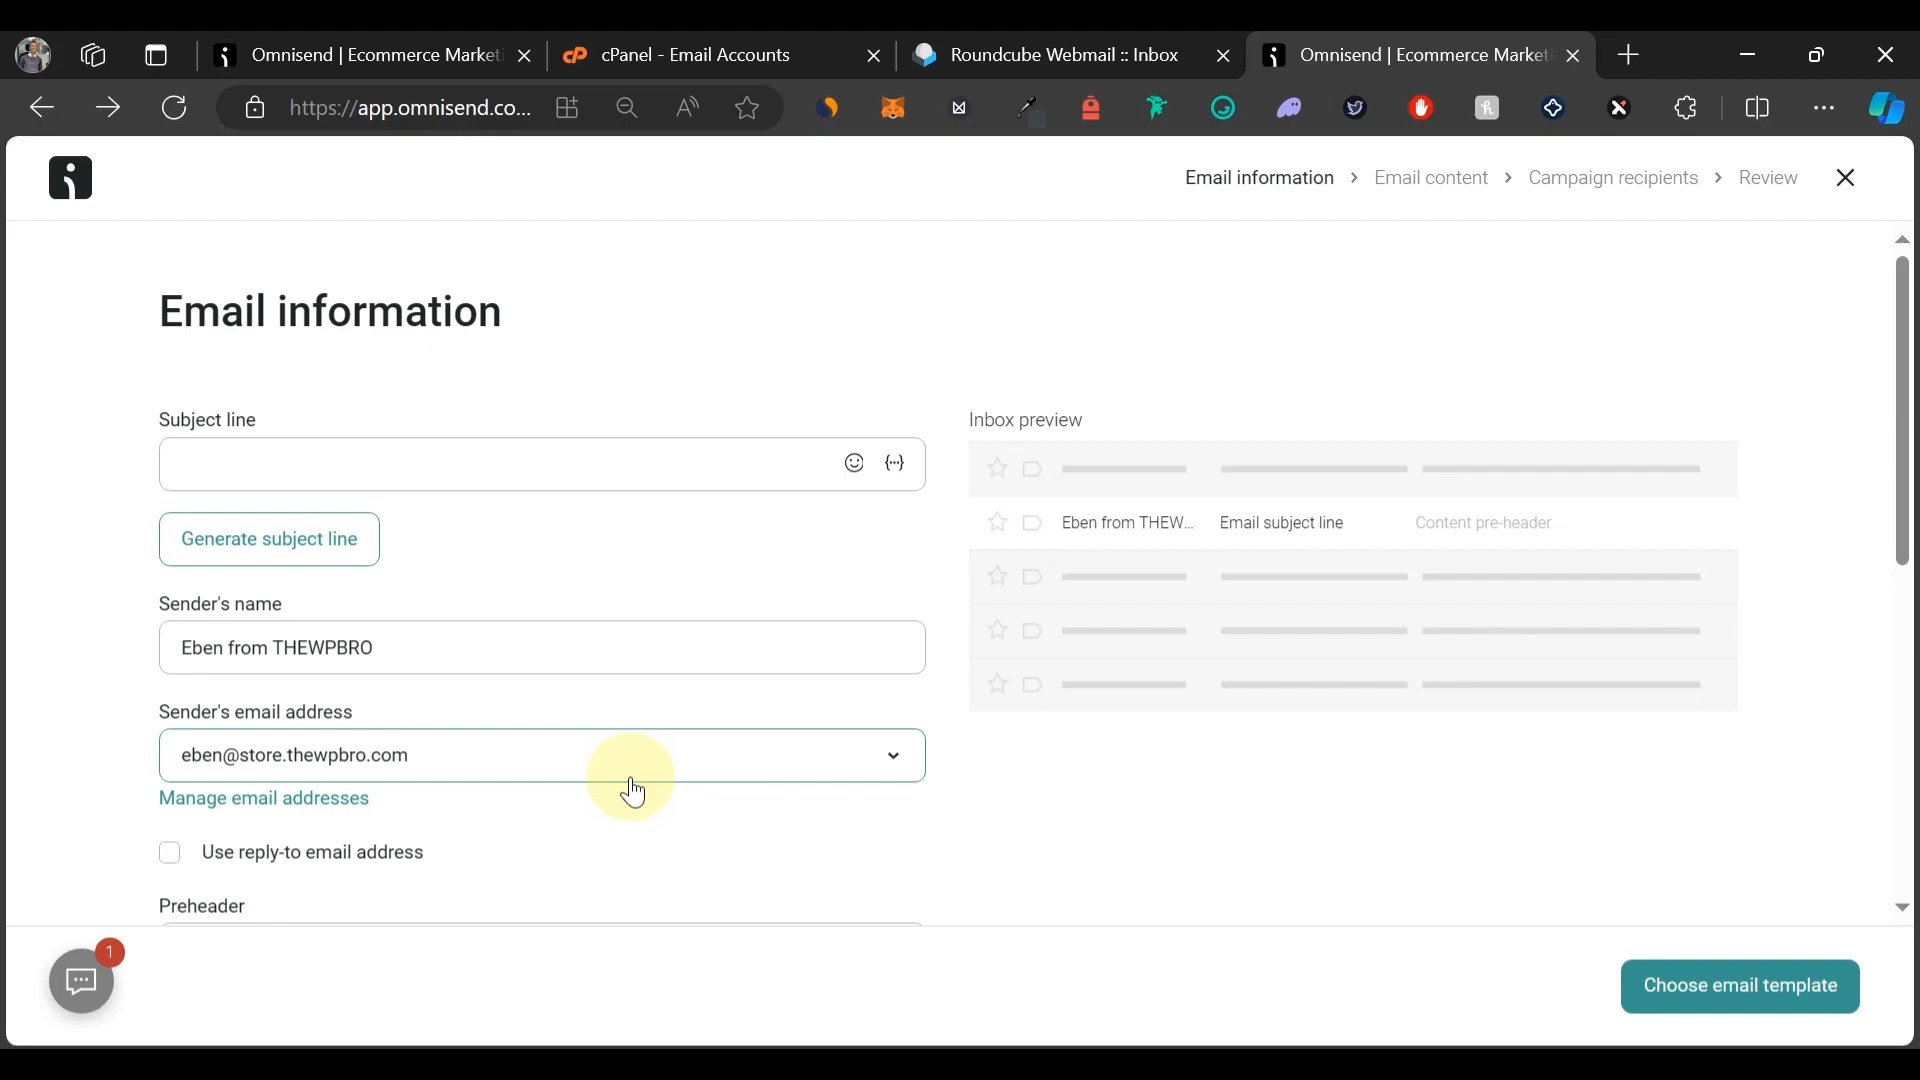 Omnisend | Ecommerce Marketi
cPanel - Email Accounts
Roundcube Webmail :: Inbox
Omnisend | Ecommerce Marketi
https://app.omnisend.co...
Email information > Email content > Campaign recipients > Review
Email information
Subject line
Generate subject line
Sender's name
Eben from THEWPBRO
Sender's email address
eben@store.thewpbro.com
Manage email addresses
Use reply-to email address
Preheader
Inbox preview
Eben from THEW... Email subject line Content pre-header
1
Choose email template